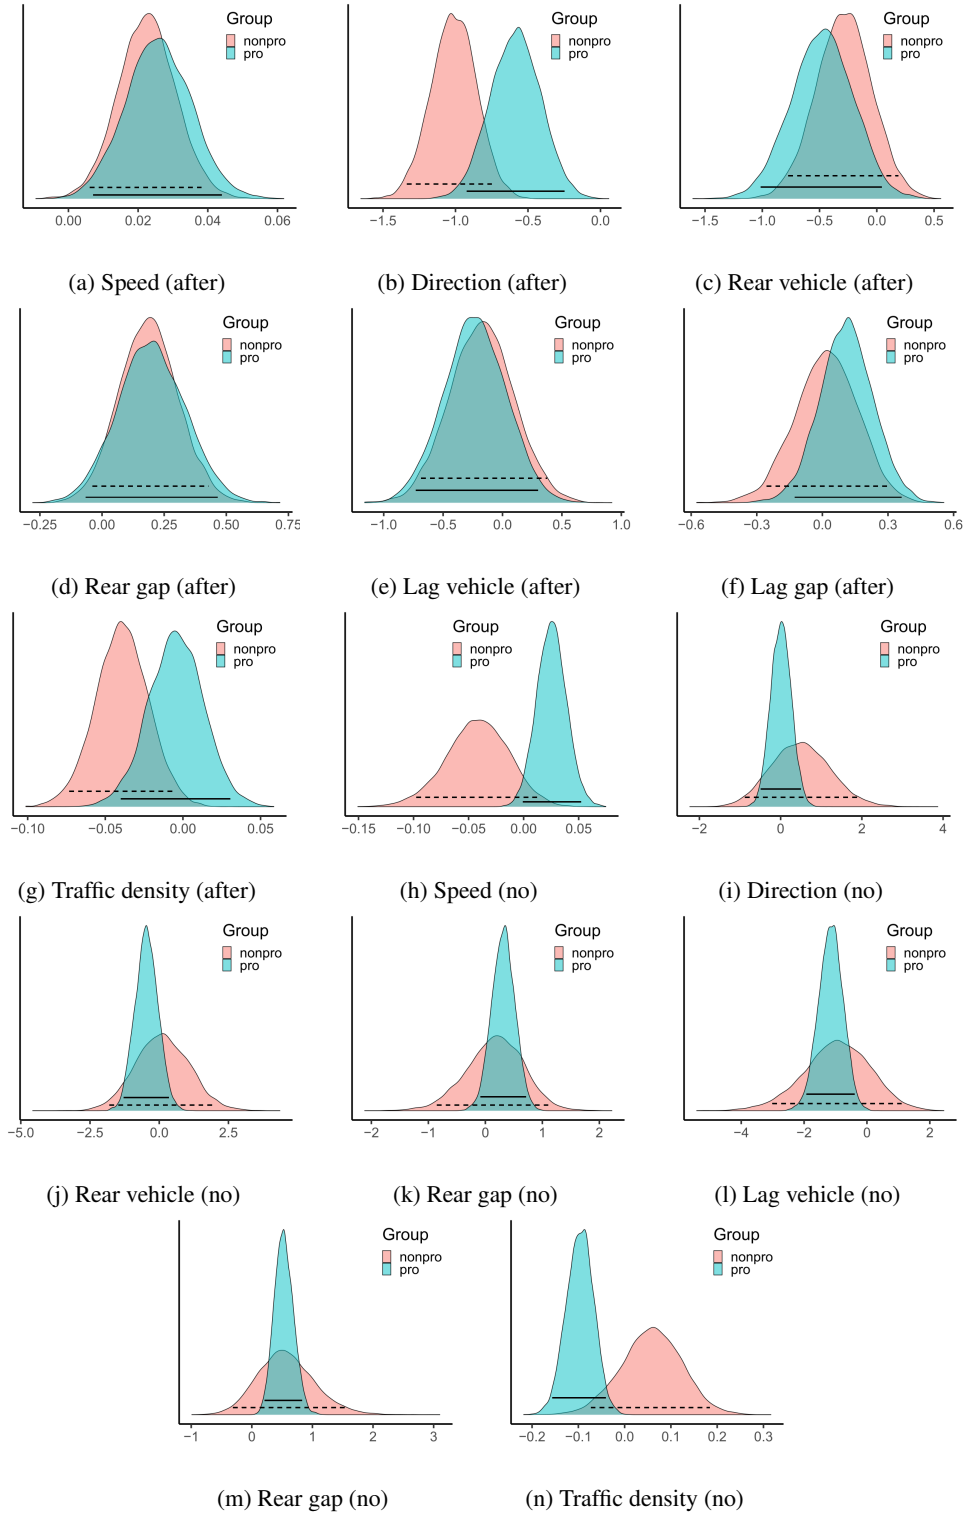 Group
nonpro
pro
0.00 0.02 0.04 0.06
(a) Speed (after)
Group
nonpro
pro
−1.5 −1.0 −0.5 0.0
(b) Direction (after)
Group
nonpro
pro
−1.5 −1.0 −0.5 0.0 0.5
(c) Rear vehicle (after)
Group
nonpro
pro
−0.25 0.00 0.25 0.50 0.75
(d) Rear gap (after)
Group
nonpro
pro
−1.0 −0.5 0.0 0.5 1.0
(e) Lag vehicle (after)
Group
nonpro
pro
−0.6 −0.3 0.0 0.3 0.6
(f) Lag gap (after)
Group
nonpro
pro
−0.10 −0.05 0.00 0.05
(g) Traffic density (after)
Group
nonpro
pro
−0.15 −0.10 −0.05 0.00 0.05
(h) Speed (no)
Group
nonpro
pro
−2 0 2 4
(i) Direction (no)
Group
nonpro
pro
−5.0 −2.5 0.0 2.5
(j) Rear vehicle (no)
Group
nonpro
pro
−2 −1 0 1 2
(k) Rear gap (no)
Group
nonpro
pro
−4 −2 0 2
(l) Lag vehicle (no)
Group
nonpro
pro
−1 0 1 2 3
(m) Rear gap (no)
Group
nonpro
pro
−0.2 −0.1 0.0 0.1 0.2 0.3
(n) Traffic density (no)